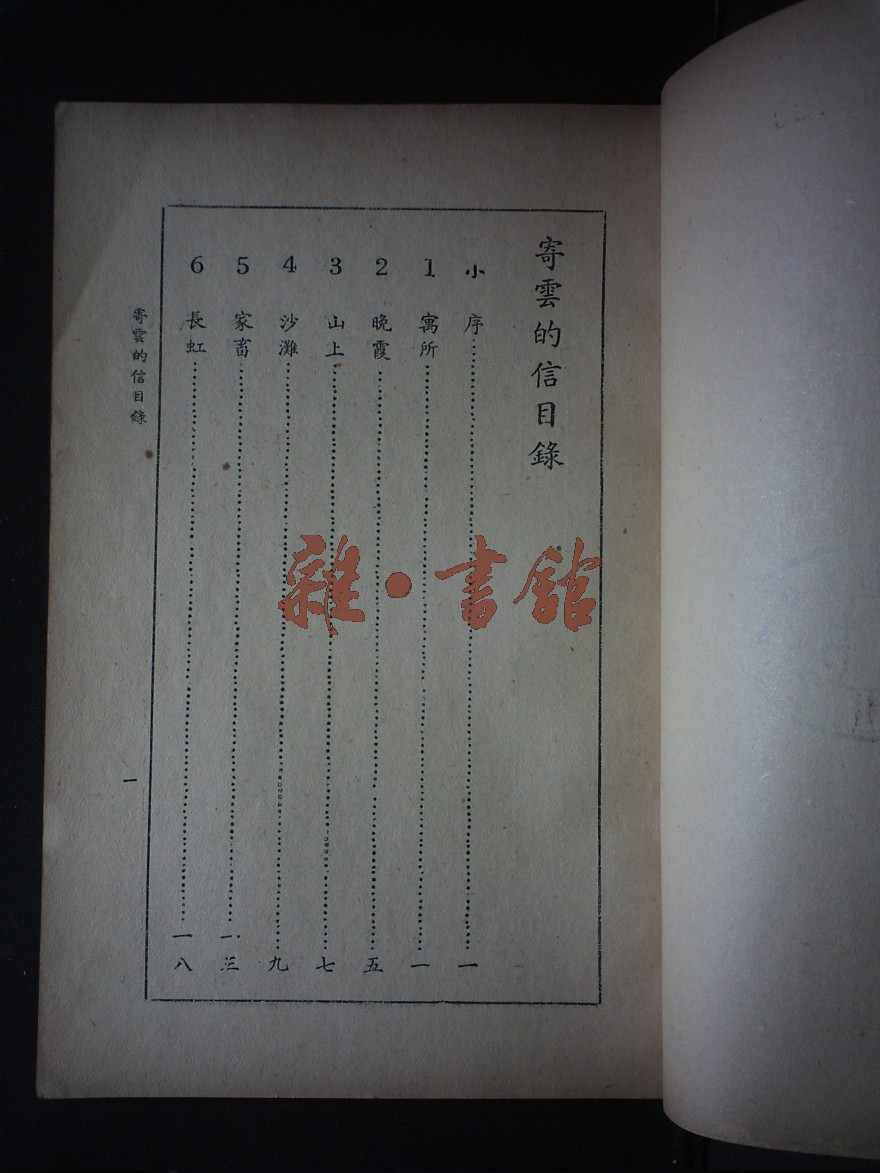 寄雲的信目錄
小序……一
1 寓所……一
2 晚霞……五
3 山上……七
4 沙灘……九
5 家畜……一三
6 長虹……一八
寄雲的信目錄
一
雜·書館